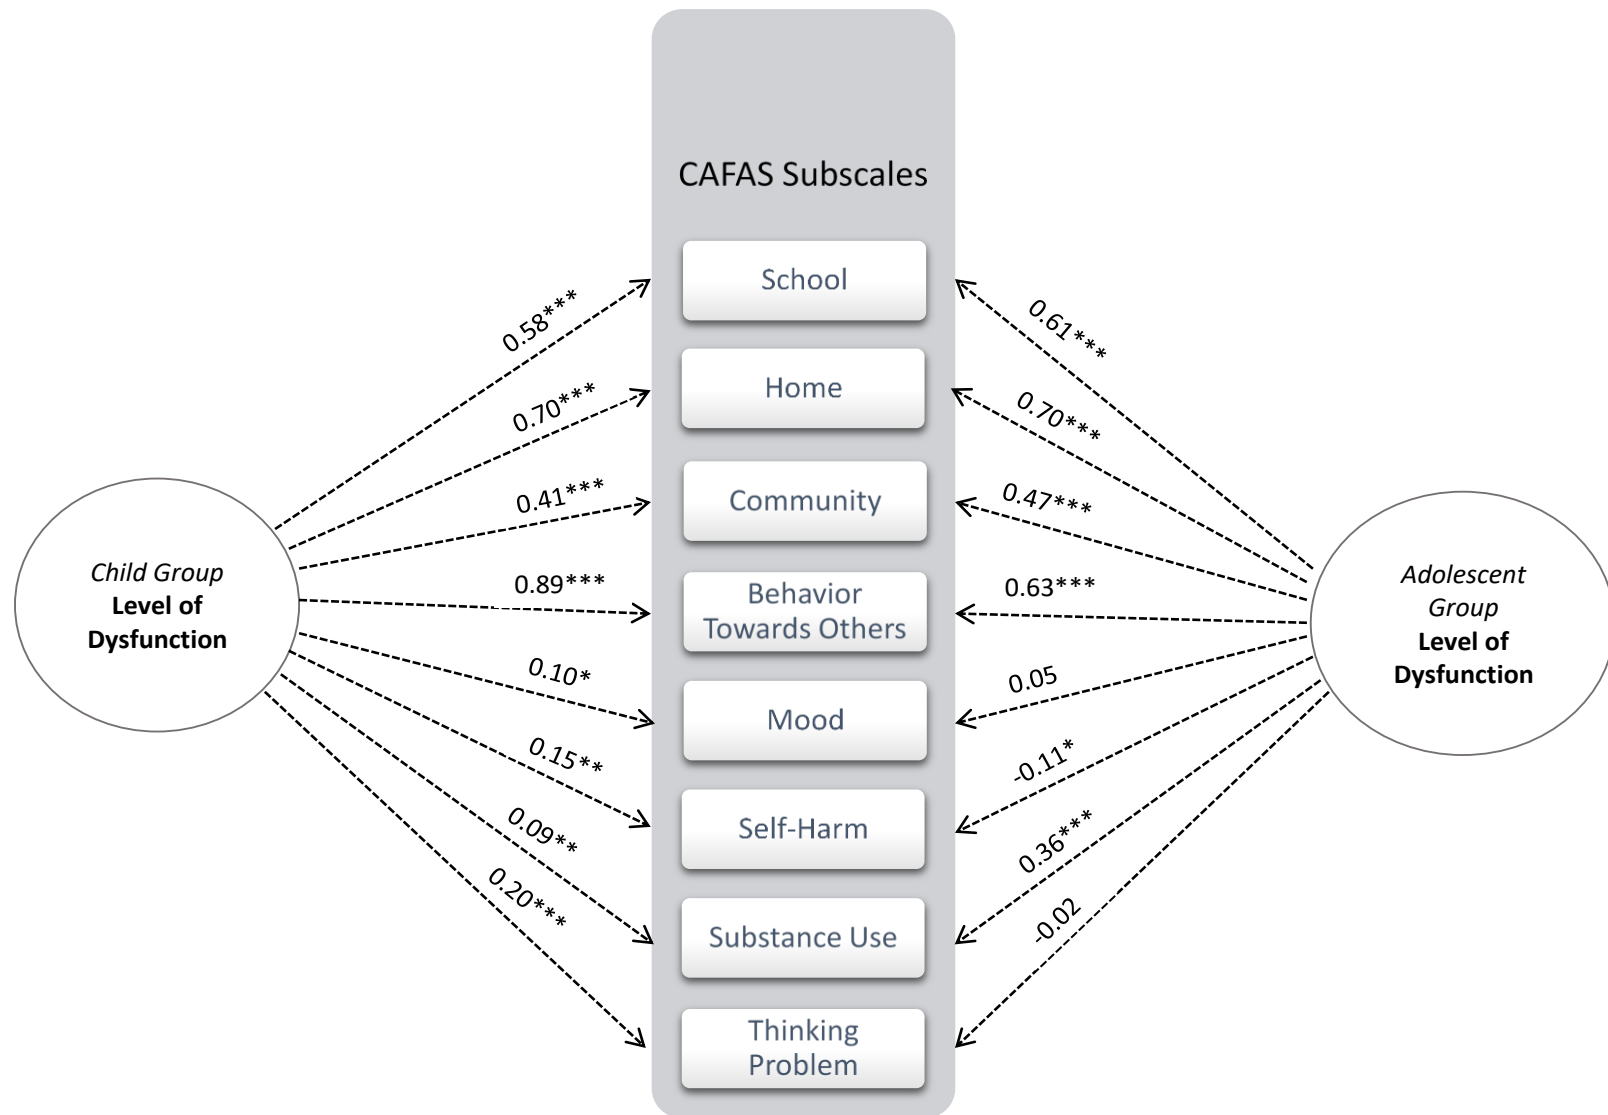 CAFAS Subscales
School
Home
Community
Behavior
Towards Others
Mood
Self-Harm
Substance Use
Thinking
Problem
Child Group
Level of
Dysfunction
0.58***
0.70***
0.41***
0.89***
0.10*
0.15**
0.09**
0.20***
0.61***
0.70***
0.47***
0.63***
0.05
-0.11*
0.36***
-0.02
Adolescent
Group
Level of
Dysfunction